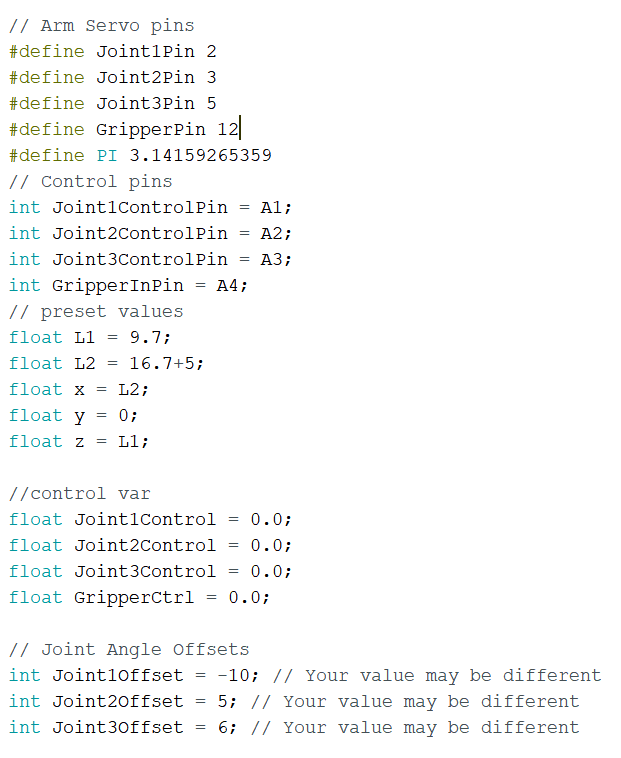 // Arm Servo pins
#define Joint1Pin 2
#define Joint2Pin 3
#define Joint3Pin 5
#define GripperPin 12
#define PI 3.14159265359
// Control pins
int Joint1ControlPin = A1;
int Joint2ControlPin = A2;
int Joint3ControlPin = A3;
int GripperInPin = A4;
// preset values
float L1 = 9.7;
float L2 = 16.7+5;
float x = L2;
float y = 0;
float z = L1;

//control var
float Joint1Control = 0.0;
float Joint2Control = 0.0;
float Joint3Control = 0.0;
float GripperCtrl = 0.0;

// Joint Angle Offsets
int Joint1Offset = -10; // Your value may be different
int Joint2Offset = 5; // Your value may be different
int Joint3Offset = 6; // Your value may be different